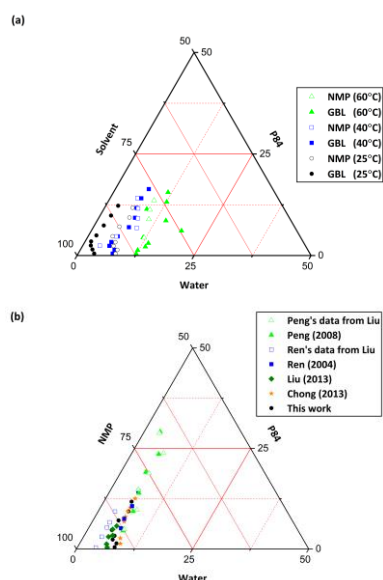 (a)
50
50
Solvent
P84
75
25
100
0
0
25
50
Water
NMP (60°C)
GBL (60°C)
NMP (40°C)
GBL (40°C)
NMP (25°C)
GBL (25°C)
(b)
50
50
NMP
P84
75
25
100
0
0
25
50
Water
Peng's data from Liu
Peng (2008)
Ren's data from Liu
Ren (2004)
Liu (2013)
Chong (2013)
This work